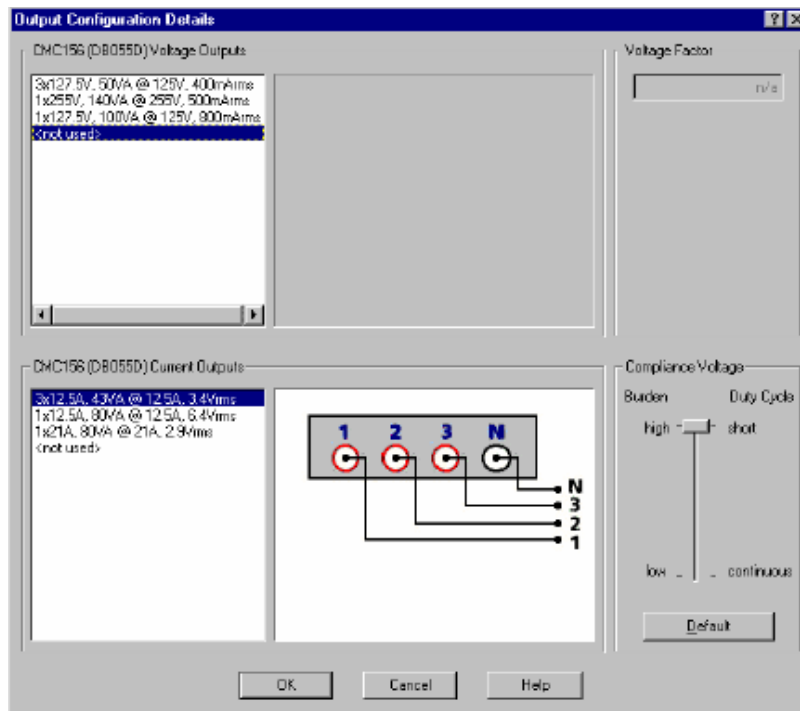 Output Configuration Details
CMC156 (DB055D) Voltage Outputs
3x127.5V, 50VA @ 125V, 400mArms
1x255V, 140VA @ 255V, 500mArms
1x127.5V, 100VA @ 125V, 800mArms
<not used>
Voltage Factor
n/a
CMC156 (DB055D) Current Outputs
3x12.5A, 43VA @ 12.5A, 3.4Vrms
1x12.5A, 80VA @ 12.5A, 6.4Vrms
1x21A, 80VA @ 21A, 2.9Vrms
<not used>
1 2 3 N
N
3
2
1
Compliance Voltage
Burden Duty Cycle
high short
low continuous
Default
OK Cancel Help